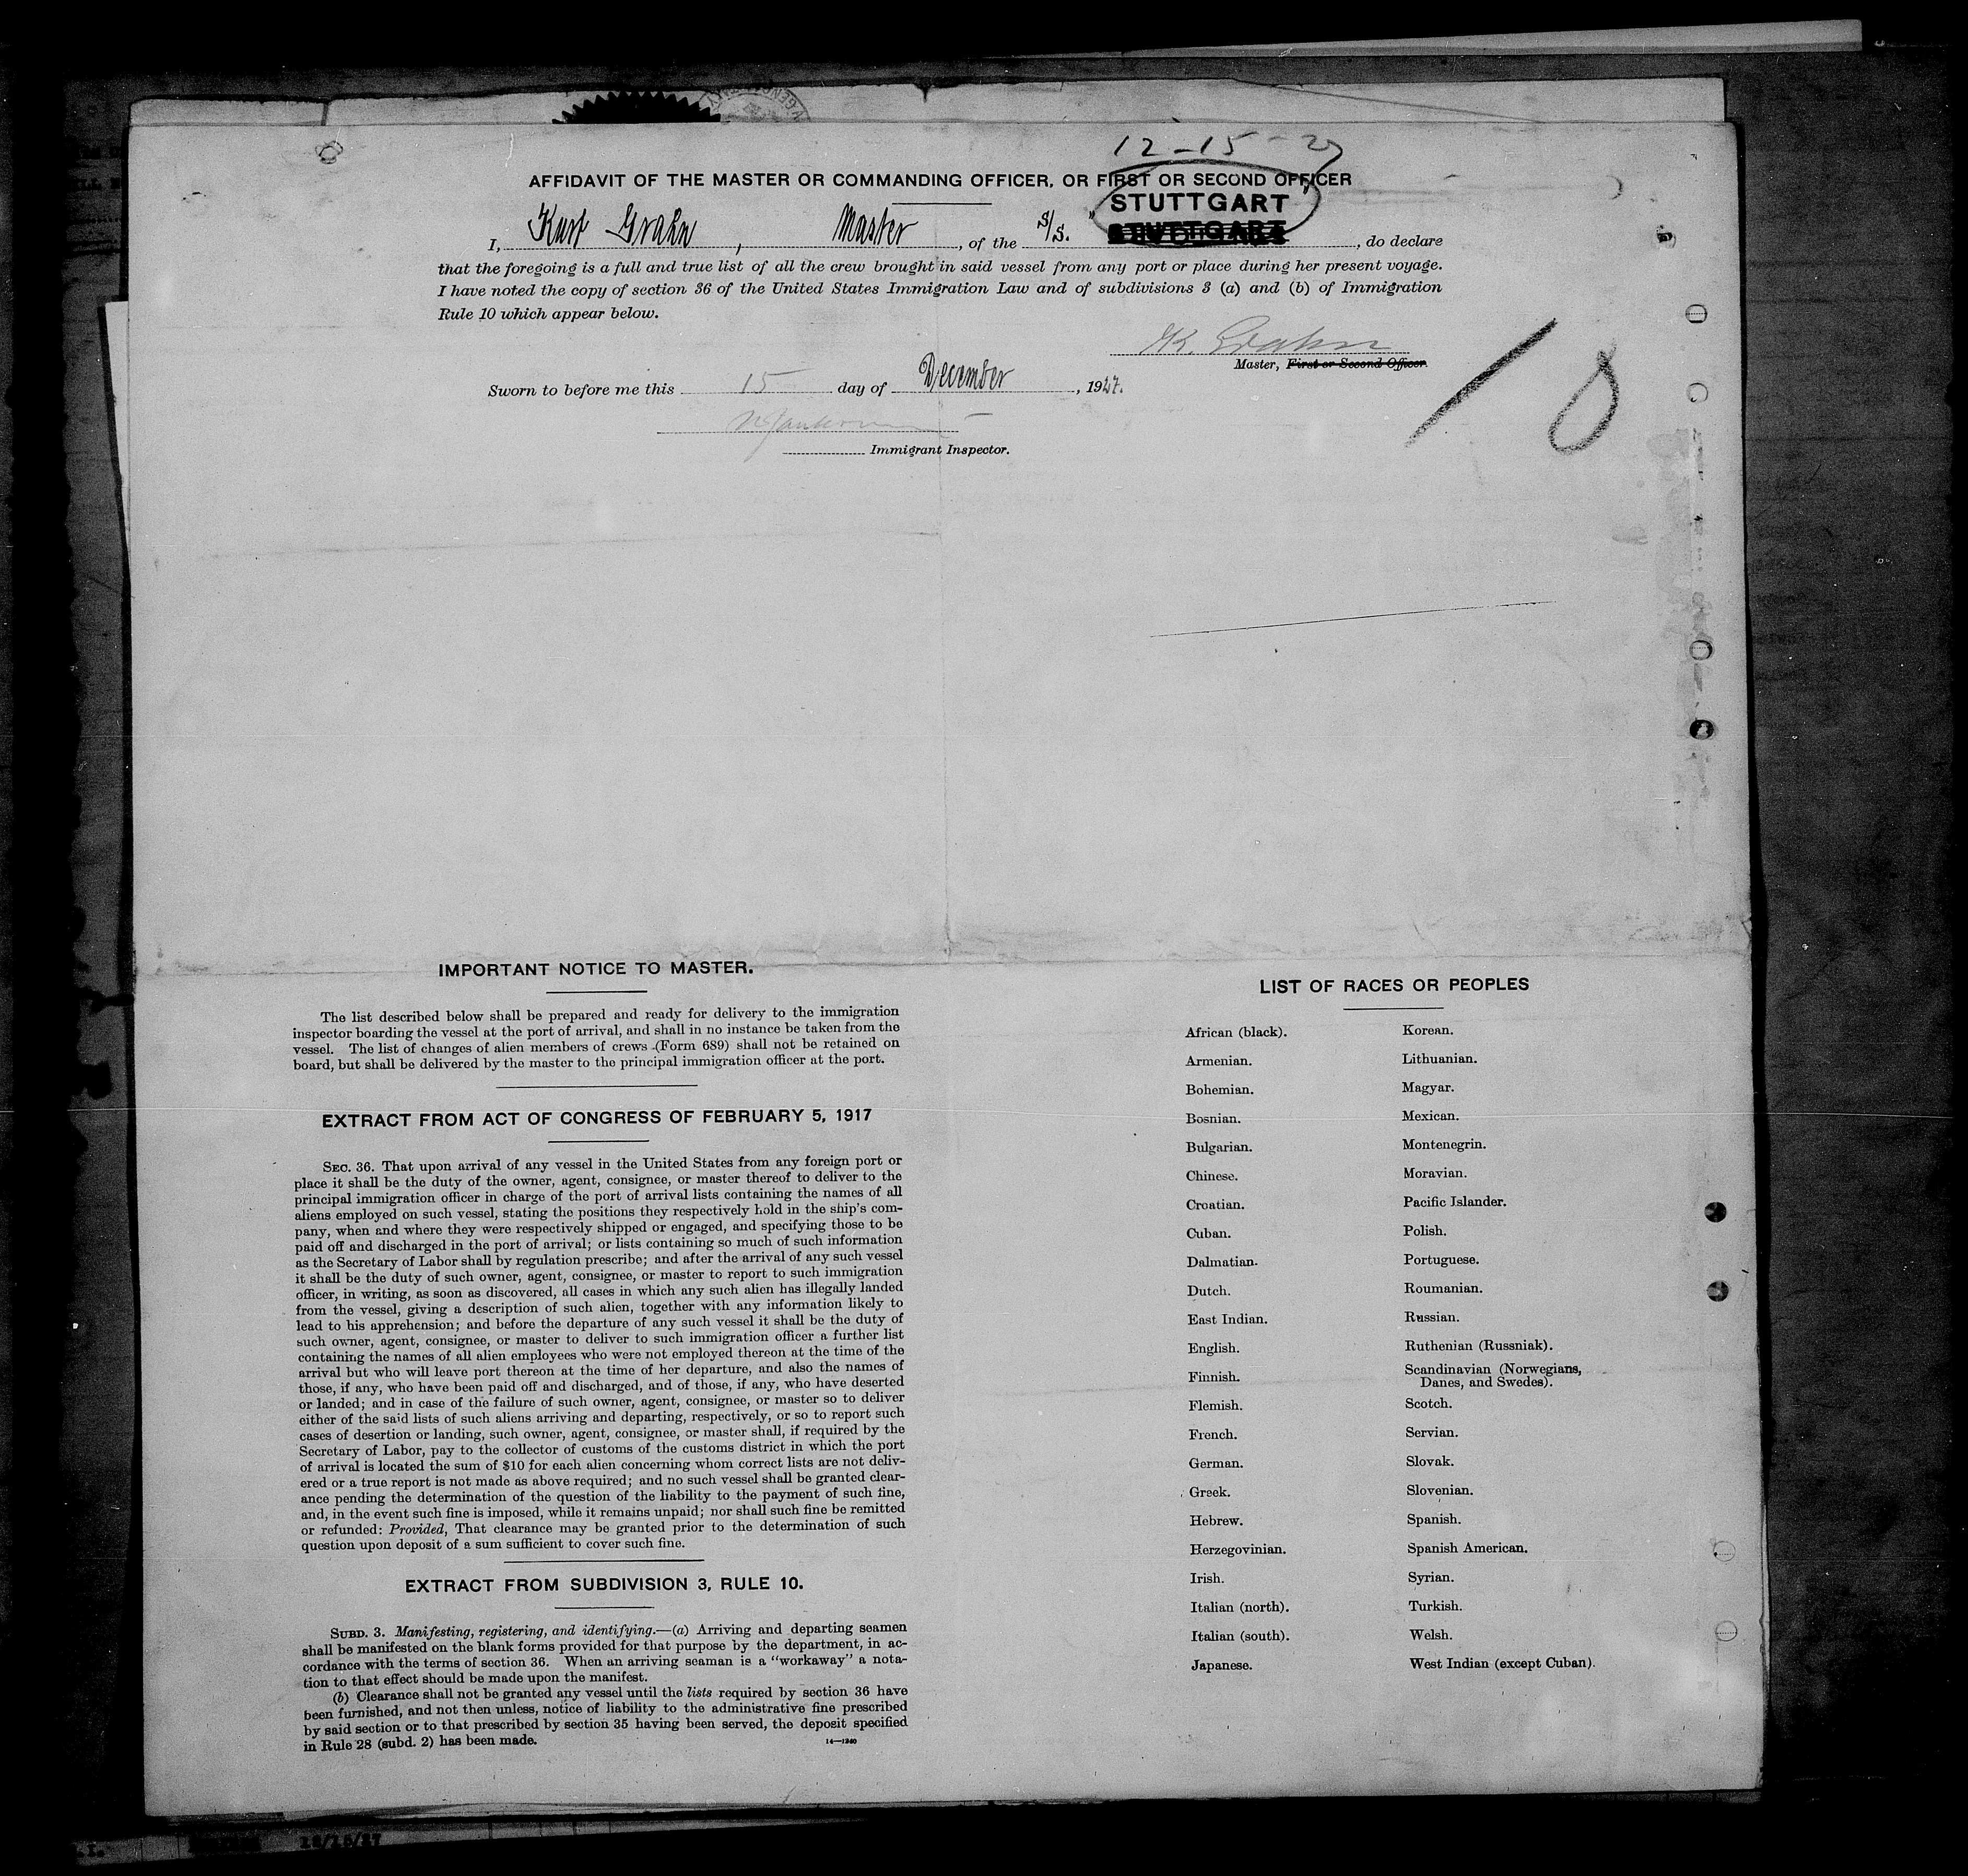 12-15-27
AFFIDAVIT OF THE MASTER OR COMMANDING OFFICER, OR FIRST OR SECOND OFFICER
STUTTGART
I, Kurt Grahn, Master, of the S/S. " STUTTGART, do declare
that the foregoing is a full and true list of all the crew brought in said vessel from any port or place during her present voyage.
I have noted the copy of section 36 of the United States Immigration Law and of subdivisions 3 (a) and (b) of Immigration
Rule 10 which appear below.
K. Grahn
Master, First or Second Officer.
Sworn to before me this 15 day of December, 1927.
Immigrant Inspector.
10
IMPORTANT NOTICE TO MASTER.
The list described below shall be prepared and ready for delivery to the immigration
inspector boarding the vessel at the port of arrival, and shall in no instance be taken from the
vessel. The list of changes of alien members of crews (Form 689) shall not be retained on
board, but shall be delivered by the master to the principal immigration officer at the port.
EXTRACT FROM ACT OF CONGRESS OF FEBRUARY 5, 1917
SEC. 36. That upon arrival of any vessel in the United States from any foreign port or
place it shall be the duty of the owner, agent, consignee, or master thereof to deliver to the
principal immigration officer in charge of the port of arrival lists containing the names of all
aliens employed on such vessel, stating the positions they respectively hold in the ship's com-
pany, when and where they were respectively shipped or engaged, and specifying those to be
paid off and discharged in the port of arrival; or lists containing so much of such information
as the Secretary of Labor shall by regulation prescribe; and after the arrival of any such vessel
it shall be the duty of such owner, agent, consignee, or master to report to such immigration
officer, in writing, as soon as discovered, all cases in which any such alien has illegally landed
from the vessel, giving a description of such alien, together with any information likely to
lead to his apprehension; and before the departure of any such vessel it shall be the duty of
such owner, agent, consignee, or master to deliver to such immigration officer a further list
containing the names of all alien employees who were not employed thereon at the time of the
arrival but who will leave port thereon at the time of her departure, and also the names of
those, if any, who have been paid off and discharged, and of those, if any, who have deserted
or landed; and in case of the failure of such owner, agent, consignee, or master so to deliver
either of the said lists of such aliens arriving and departing, respectively, or so to report such
cases of desertion or landing, such owner, agent, consignee, or master shall, if required by the
Secretary of Labor, pay to the collector of customs of the customs district in which the port
of arrival is located the sum of $10 for each alien concerning whom correct lists are not deliv-
ered or a true report is not made as above required; and no such vessel shall be granted clear-
ance pending the determination of the question of the liability to the payment of such fine,
and, in the event such fine is imposed, while it remains unpaid; nor shall such fine be remitted
or refunded: Provided, That clearance may be granted prior to the determination of such
question upon deposit of a sum sufficient to cover such fine.
EXTRACT FROM SUBDIVISION 3, RULE 10.
SUBD. 3. Manifesting, registering, and identifying.—(a) Arriving and departing seamen
shall be manifested on the blank forms provided for that purpose by the department, in ac-
cordance with the terms of section 36. When an arriving seaman is a "workaway" a nota-
tion to that effect should be made upon the manifest.
(b) Clearance shall not be granted any vessel until the lists required by section 36 have
been furnished, and not then unless, notice of liability to the administrative fine prescribed
by said section or to that prescribed by section 35 having been served, the deposit specified
in Rule 28 (subd. 2) has been made.
14—1240
LIST OF RACES OR PEOPLES
African (black).
Armenian.
Bohemian.
Bosnian.
Bulgarian.
Chinese.
Croatian.
Cuban.
Dalmatian.
Dutch.
East Indian.
English.
Finnish.
Flemish.
French.
German.
Greek.
Hebrew.
Herzegovinian.
Irish.
Italian (north).
Italian (south).
Japanese.
Korean.
Lithuanian.
Magyar.
Mexican.
Montenegrin.
Moravian.
Pacific Islander.
Polish.
Portuguese.
Roumanian.
Russian.
Ruthenian (Russniak).
Scandinavian (Norwegians,
Danes, and Swedes).
Scotch.
Servian.
Slovak.
Slovenian.
Spanish.
Spanish American.
Syrian.
Turkish.
Welsh.
West Indian (except Cuban).